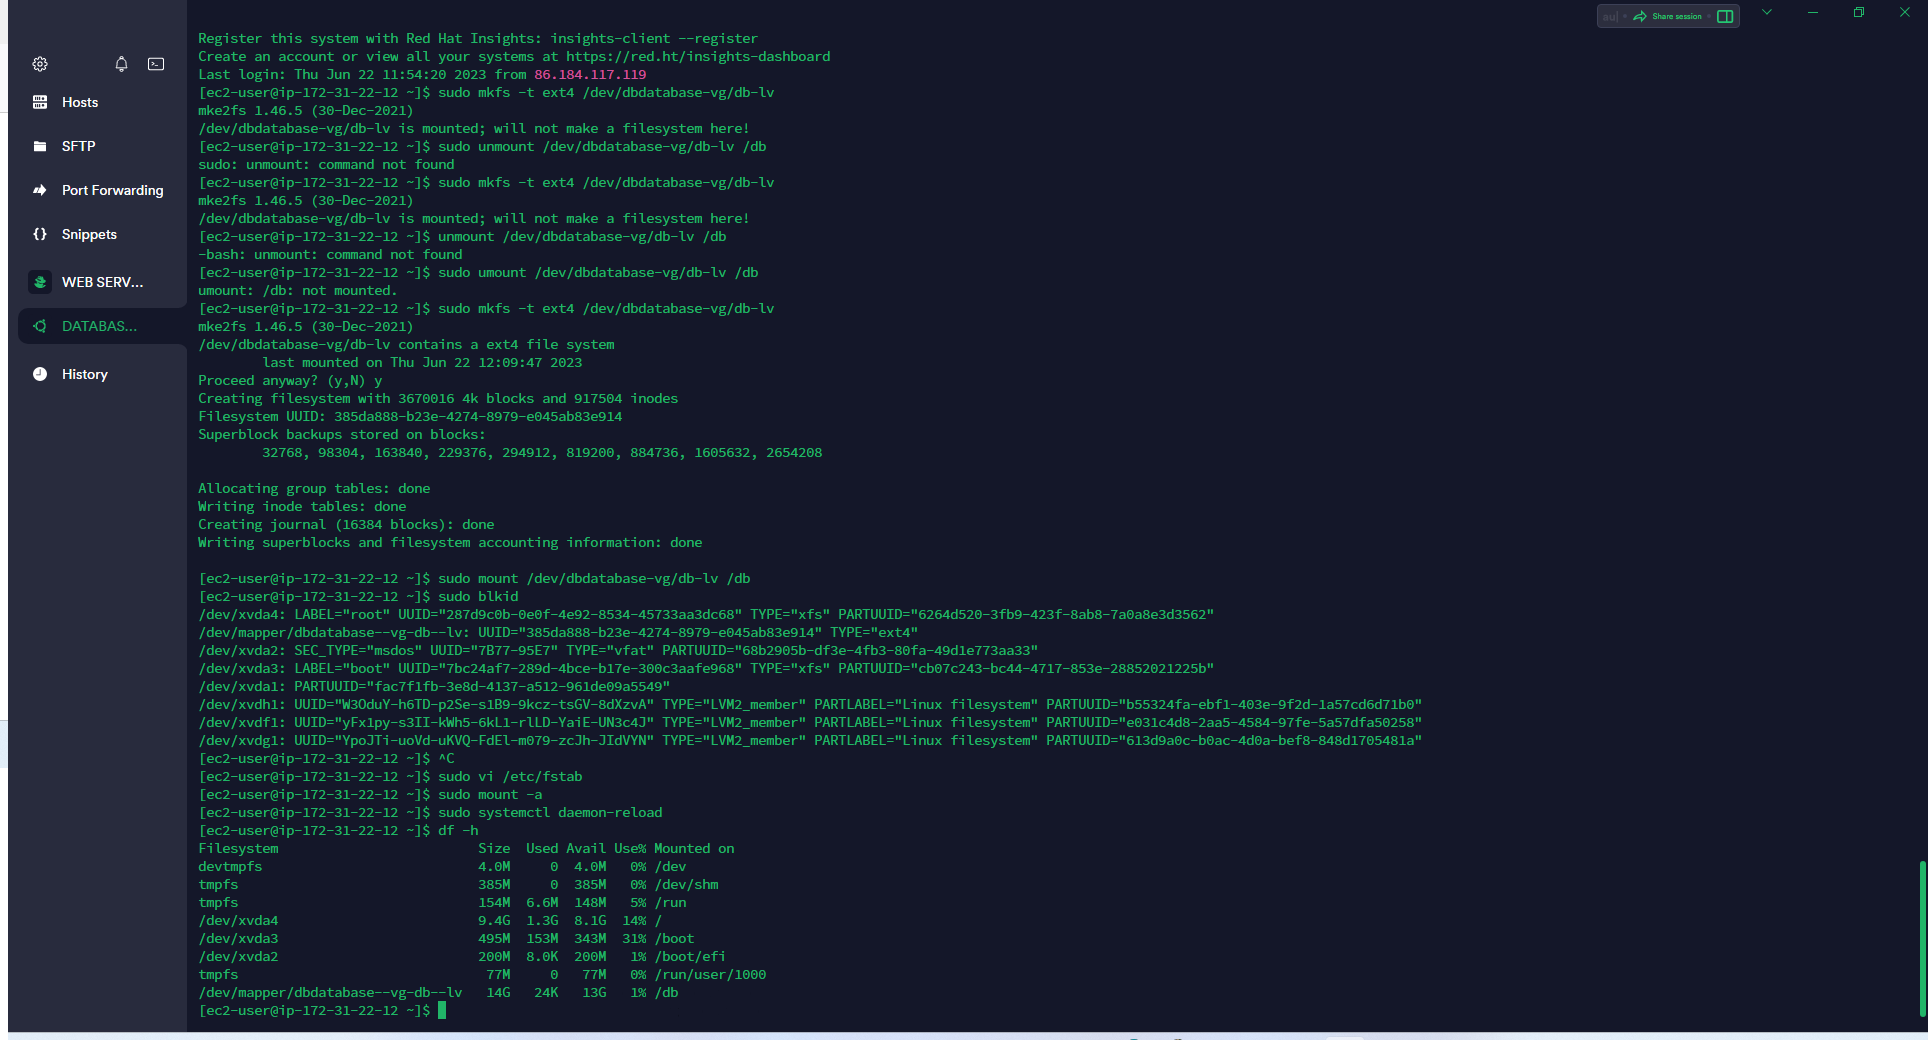 Share session
Register this system with Red Hat Insights: insights-client --register
Create an account or view all your systems at https://red.ht/insights-dashboard
Last login: Thu Jun 22 11:54:20 2023 from 86.184.117.119
[ec2-user@ip-172-31-22-12 ~]$ sudo mkfs -t ext4 /dev/dbdatabase-vg/db-lv
mke2fs 1.46.5 (30-Dec-2021)
/dev/dbdatabase-vg/db-lv is mounted; will not make a filesystem here!
[ec2-user@ip-172-31-22-12 ~]$ sudo unmount /dev/dbdatabase-vg/db-lv /db
sudo: unmount: command not found
[ec2-user@ip-172-31-22-12 ~]$ sudo mkfs -t ext4 /dev/dbdatabase-vg/db-lv
mke2fs 1.46.5 (30-Dec-2021)
/dev/dbdatabase-vg/db-lv is mounted; will not make a filesystem here!
[ec2-user@ip-172-31-22-12 ~]$ unmount /dev/dbdatabase-vg/db-lv /db
-bash: unmount: command not found
[ec2-user@ip-172-31-22-12 ~]$ sudo umount /dev/dbdatabase-vg/db-lv /db
umount: /db: not mounted.
[ec2-user@ip-172-31-22-12 ~]$ sudo mkfs -t ext4 /dev/dbdatabase-vg/db-lv
mke2fs 1.46.5 (30-Dec-2021)
/dev/dbdatabase-vg/db-lv contains a ext4 file system
last mounted on Thu Jun 22 12:09:47 2023
Proceed anyway? (y,N) y
Creating filesystem with 3670016 4k blocks and 917504 inodes
Filesystem UUID: 385da888-b23e-4274-8979-e045ab83e914
Superblock backups stored on blocks:
32768, 98304, 163840, 229376, 294912, 819200, 884736, 1605632, 2654208
Allocating group tables: done
Writing inode tables: done
Creating journal (16384 blocks): done
Writing superblocks and filesystem accounting information: done
[ec2-user@ip-172-31-22-12 ~]$ sudo mount /dev/dbdatabase-vg/db-lv /db
[ec2-user@ip-172-31-22-12 ~]$ sudo blkid
/dev/xvda4: LABEL="root" UUID="287d9c0b-0e0f-4e92-8534-45733aa3dc68" TYPE="xfs" PARTUUID="6264d520-3fb9-423f-8ab8-7a0a8e3d3562"
/dev/mapper/dbdatabase--vg-db--lv: UUID="385da888-b23e-4274-8979-e045ab83e914" TYPE="ext4"
/dev/xvda2: SEC_TYPE="msdos" UUID="7B77-95E7" TYPE="vfat" PARTUUID="68b2905b-df3e-4fb3-80fa-49d1e773aa33"
/dev/xvda3: LABEL="boot" UUID="7bc24af7-289d-4bce-b17e-300c3aafe968" TYPE="xfs" PARTUUID="cb07c243-bc44-4717-853e-28852021225b"
/dev/xvda1: PARTUUID="fac7f1fb-3e8d-4137-a512-961de09a5549"
/dev/xvdh1: UUID="W3OduY-h6TD-p2Se-s1B9-9kcz-tsGV-8dXzvA" TYPE="LVM2_member" PARTLABEL="Linux filesystem" PARTUUID="b55324fa-ebf1-403e-9f2d-1a57cd6d71b0"
/dev/xvdf1: UUID="yFx1py-s3II-kWh5-6kL1-rlLD-YaiE-UN3c4J" TYPE="LVM2_member" PARTLABEL="Linux filesystem" PARTUUID="e031c4d8-2aa5-4584-97fe-5a57dfa50258"
/dev/xvdg1: UUID="YpoJTi-uoVd-uKVQ-FdEl-m079-zcJh-JIdVYN" TYPE="LVM2_member" PARTLABEL="Linux filesystem" PARTUUID="613d9a0c-b0ac-4d0a-bef8-848d1705481a"
[ec2-user@ip-172-31-22-12 ~]$ ^C
[ec2-user@ip-172-31-22-12 ~]$ sudo vi /etc/fstab
[ec2-user@ip-172-31-22-12 ~]$ sudo mount -a
[ec2-user@ip-172-31-22-12 ~]$ sudo systemctl daemon-reload
[ec2-user@ip-172-31-22-12 ~]$ df -h
Filesystem Size Used Avail Use% Mounted on
devtmpfs 4.0M 0 4.0M 0% /dev
tmpfs 385M 0 385M 0% /dev/shm
tmpfs 154M 6.6M 148M 5% /run
/dev/xvda4 9.4G 1.3G 8.1G 14% /
/dev/xvda3 495M 153M 343M 31% /boot
/dev/xvda2 200M 8.0K 200M 1% /boot/efi
tmpfs 77M 0 77M 0% /run/user/1000
/dev/mapper/dbdatabase--vg-db--lv 14G 24K 13G 1% /db
[ec2-user@ip-172-31-22-12 ~]$
Hosts
SFTP
Port Forwarding
Snippets
WEB SERV...
DATABAS...
History